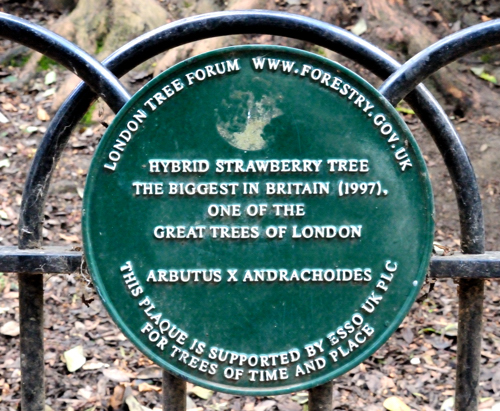 LONDON TREE FORUM WWW.FORESTRY.GOV.UK
HYBRID STRAWBERRY TREE
THE BIGGEST IN BRITAIN (1997),
ONE OF THE
GREAT TREES OF LONDON
ARBUTUS X ANDRACHOIDES
THIS PLAQUE IS SUPPORTED BY ESSO UK PLC
FOR TREES OF TIME AND PLACE